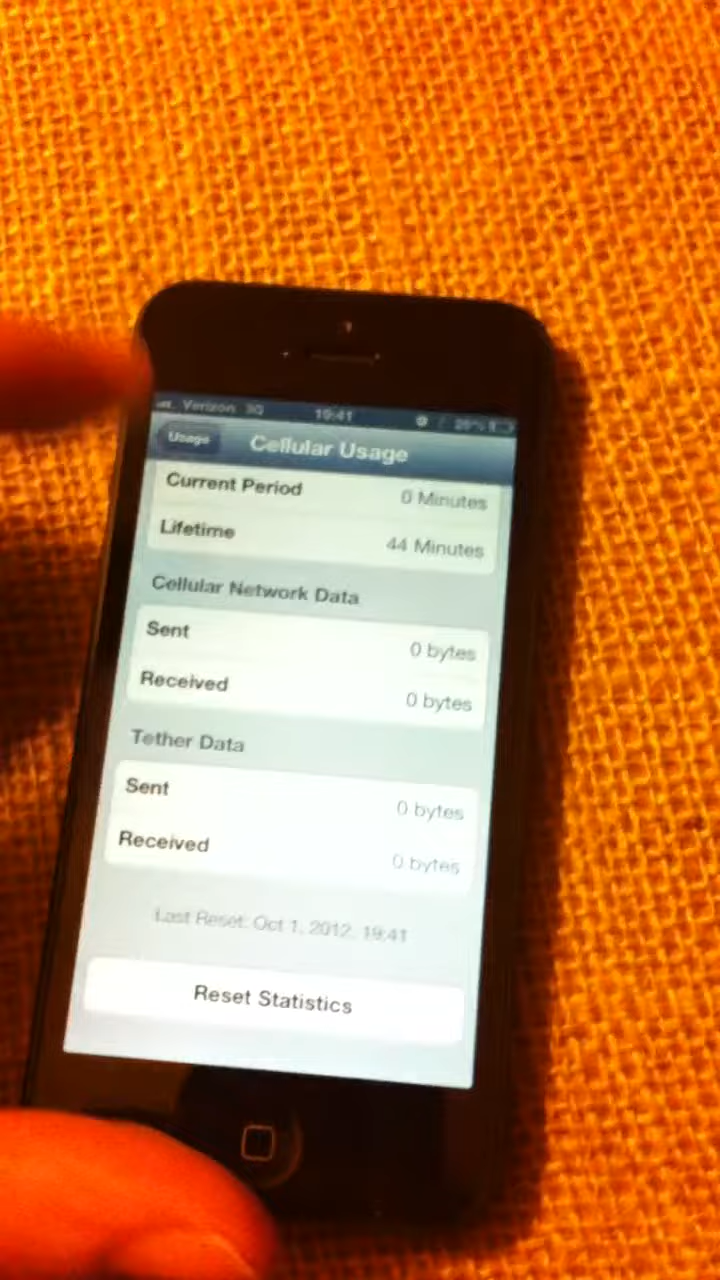 Verizon 3G 19:41 26%
Usage Cellular Usage
Current Period 0 Minutes
Lifetime 44 Minutes
Cellular Network Data
Sent 0 bytes
Received 0 bytes
Tether Data
Sent 0 bytes
Received 0 bytes
Last Reset: Oct 1, 2012, 19:41
Reset Statistics